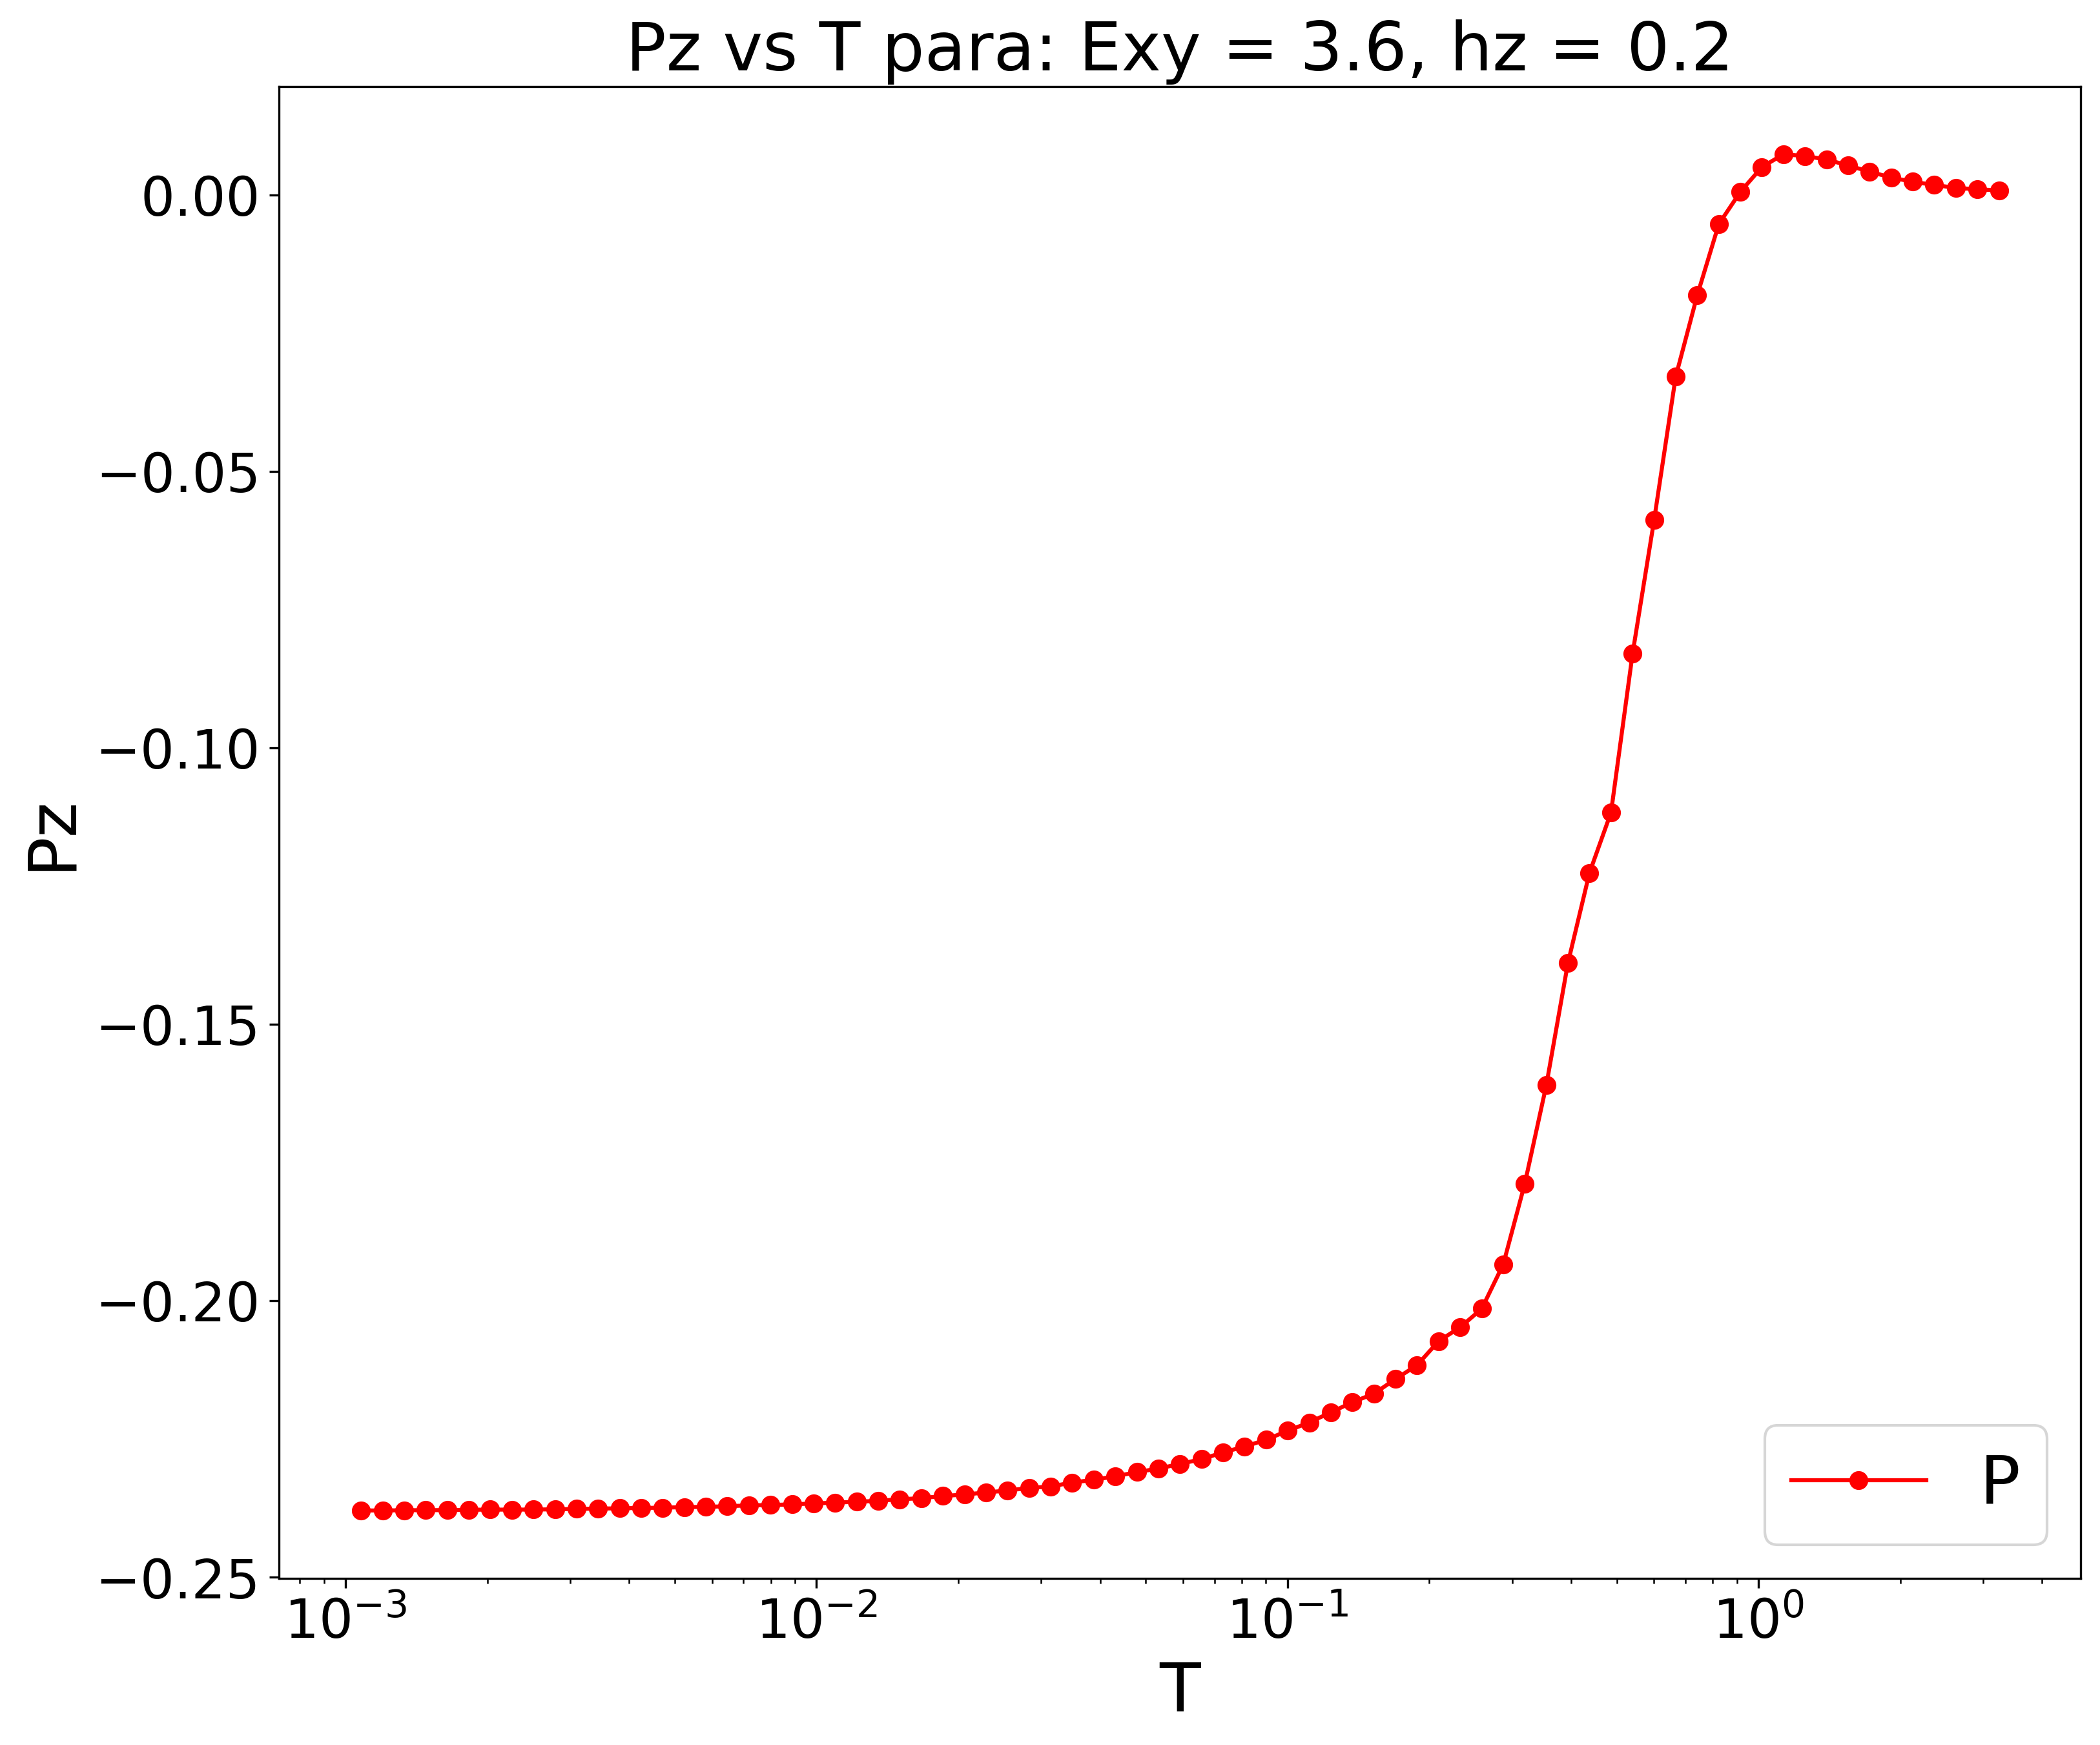 Pz vs T para: Exy = 3.6, hz = 0.2
0.00
−0.05
−0.10
−0.15
−0.20
−0.25
Pz
P
10⁻³ 10⁻² 10⁻¹ 10⁰
T